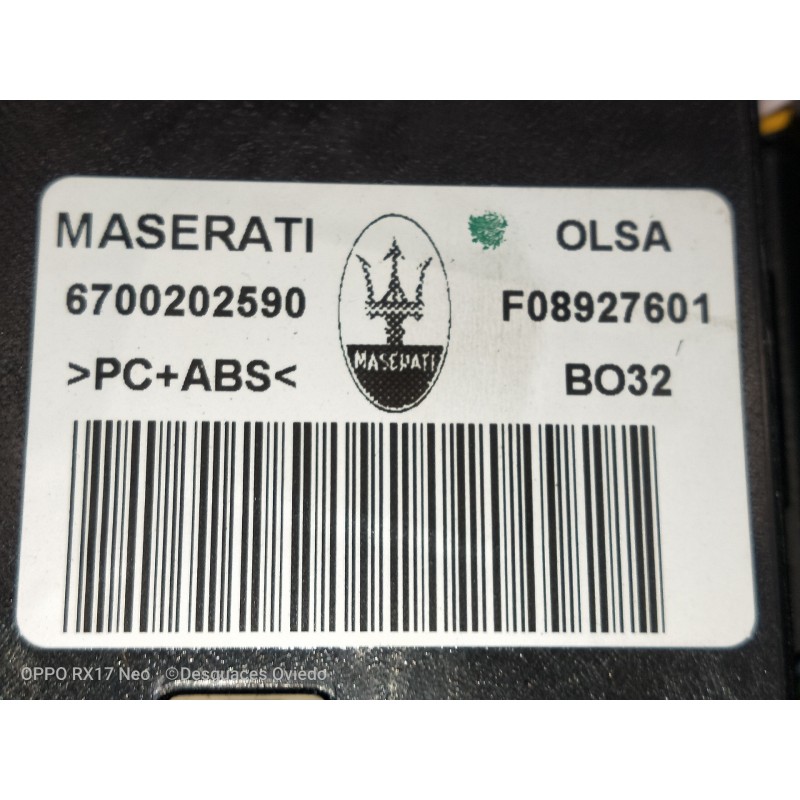 MASERATI
6700202590
>PC+ABS<
MASERATI
OLSA
F08927601
BO32
OPPO RX17 Neo ©Desguaces Oviedo